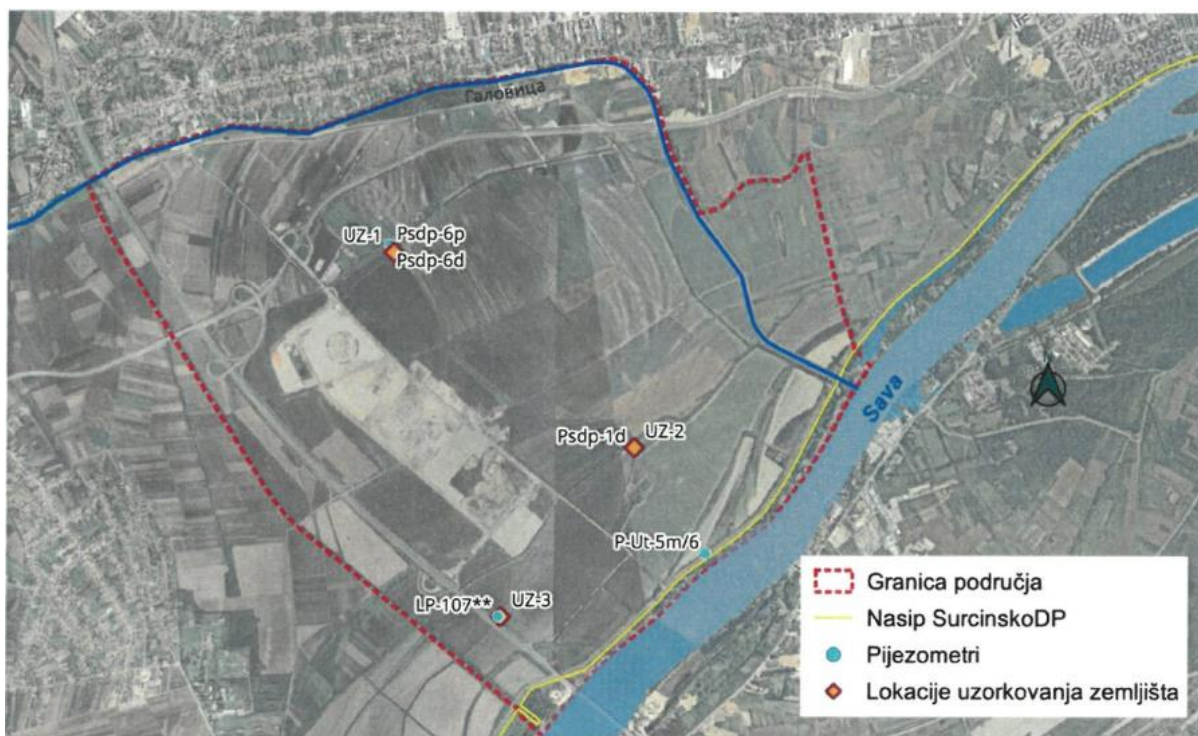 Галовица
UZ-1
Psdp-6p
Psdp-6d
Psdp-1d
UZ-2
Sava
P-Ut-5m/6
LP-107**
UZ-3
Granica područja
Nasip SurcinskoDP
Pijezometri
Lokacije uzorkovanja zemljišta